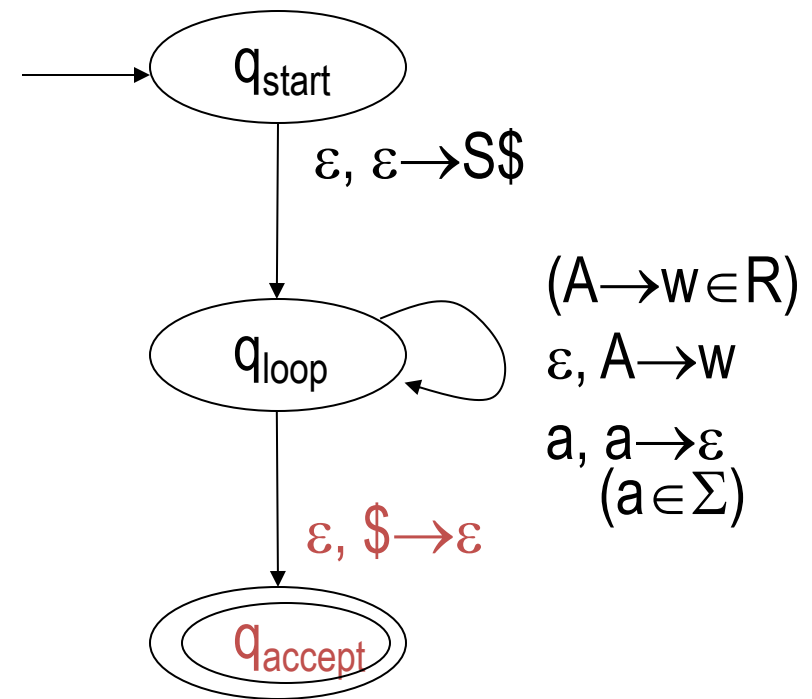 qstart
ε, ε→S$
(A→w∈R)
qloop
ε, A→w
a, a→ε
(a∈Σ)
ε, $→ε
qaccept